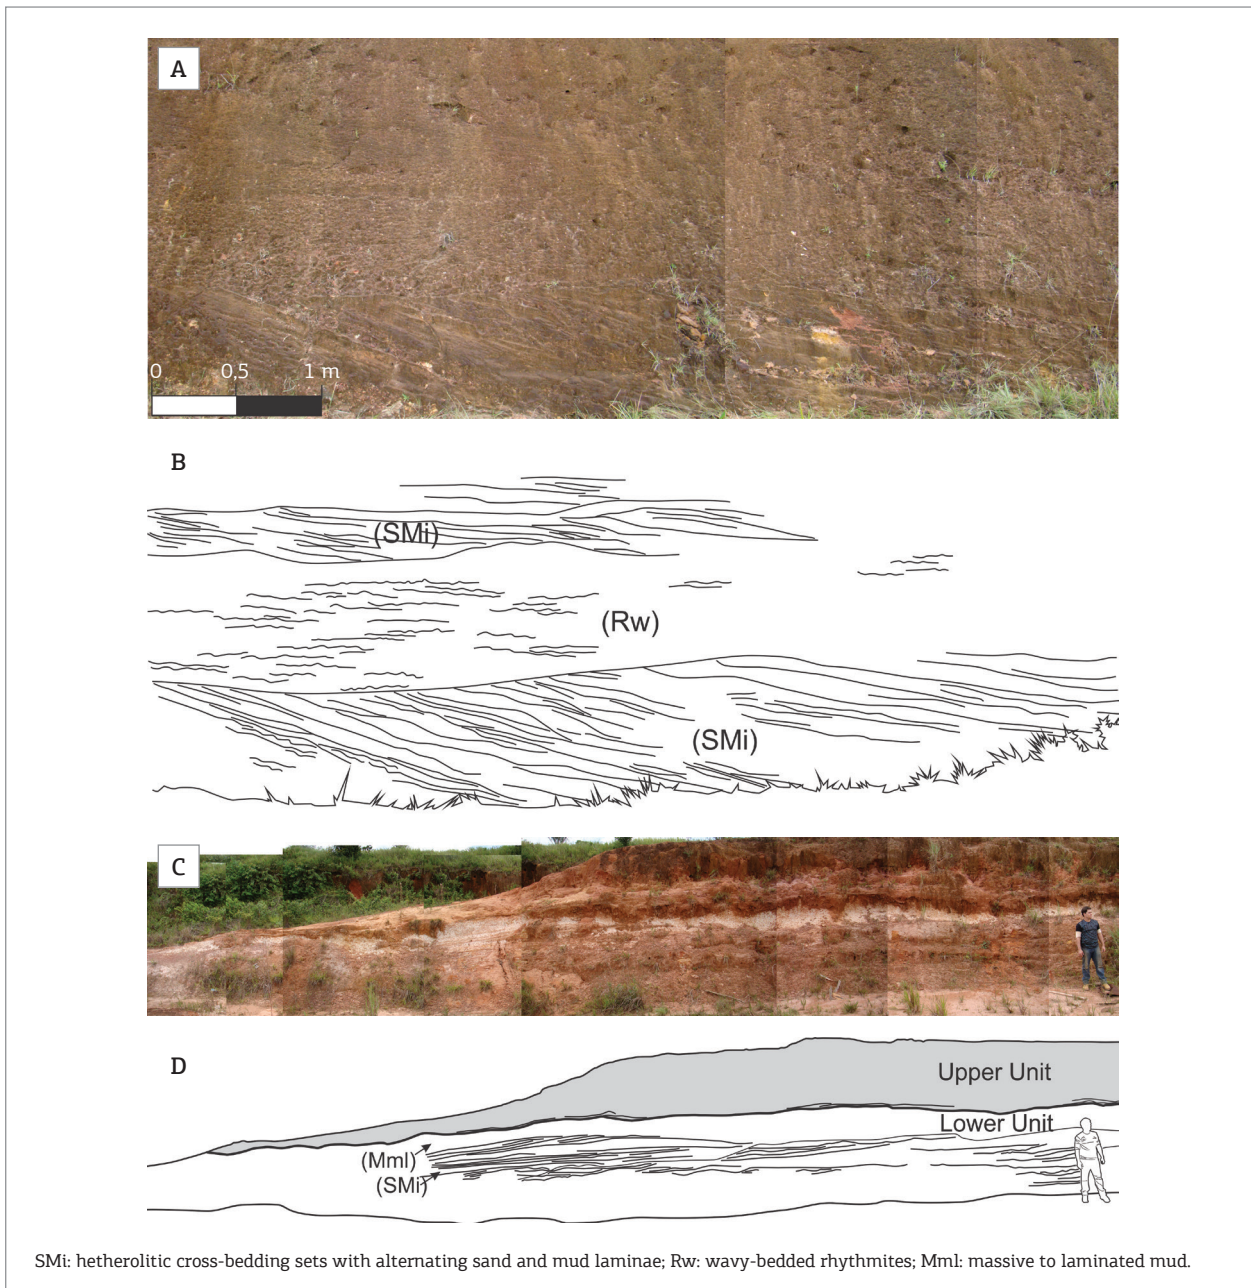 A
0 0,5 1 m
B
(SMi)
(Rw)
(SMi)
C
D
Upper Unit
Lower Unit
(Mml)
(SMi)
SMi: hetherolitic cross-bedding sets with alternating sand and mud laminae; Rw: wavy-bedded rhythmites; Mml: massive to laminated mud.